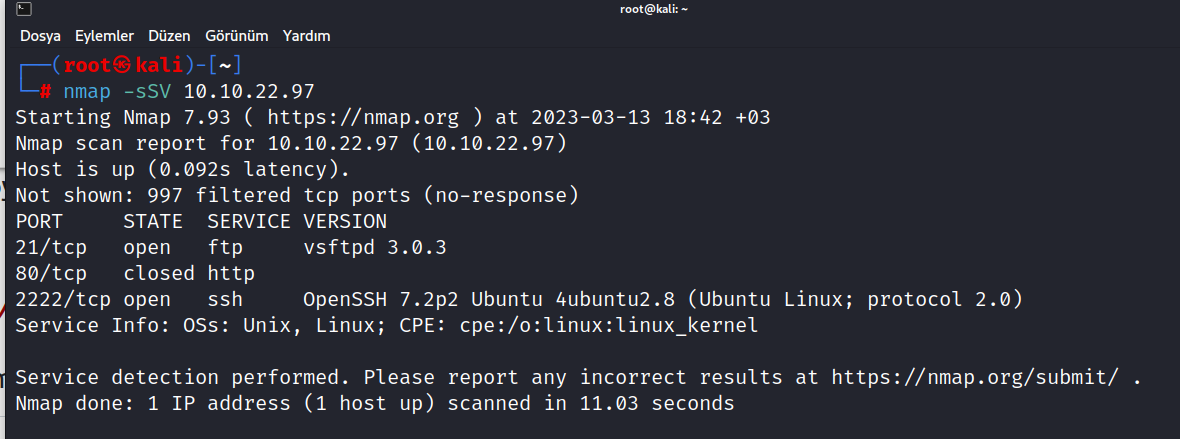 root@kali: ~
Dosya Eylemler Düzen Görünüm Yardım
┌──(root㉿kali)-[~]
└─# nmap -sSV 10.10.22.97
Starting Nmap 7.93 ( https://nmap.org ) at 2023-03-13 18:42 +03
Nmap scan report for 10.10.22.97 (10.10.22.97)
Host is up (0.092s latency).
Not shown: 997 filtered tcp ports (no-response)
PORT     STATE  SERVICE VERSION
21/tcp   open   ftp     vsftpd 3.0.3
80/tcp   closed http
2222/tcp open   ssh     OpenSSH 7.2p2 Ubuntu 4ubuntu2.8 (Ubuntu Linux; protocol 2.0)
Service Info: OSs: Unix, Linux; CPE: cpe:/o:linux:linux_kernel
Service detection performed. Please report any incorrect results at https://nmap.org/submit/ .
Nmap done: 1 IP address (1 host up) scanned in 11.03 seconds